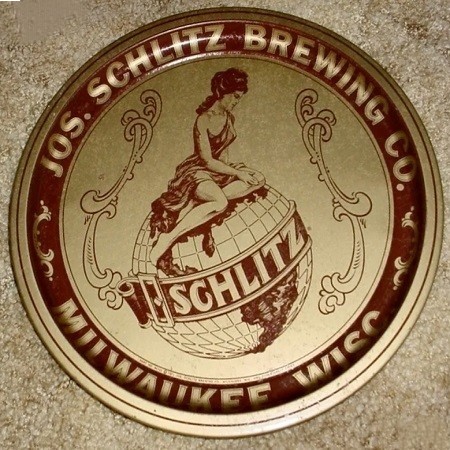 JOS. SCHLITZ BREWING CO.
SCHLITZ
MILWAUKEE WISC